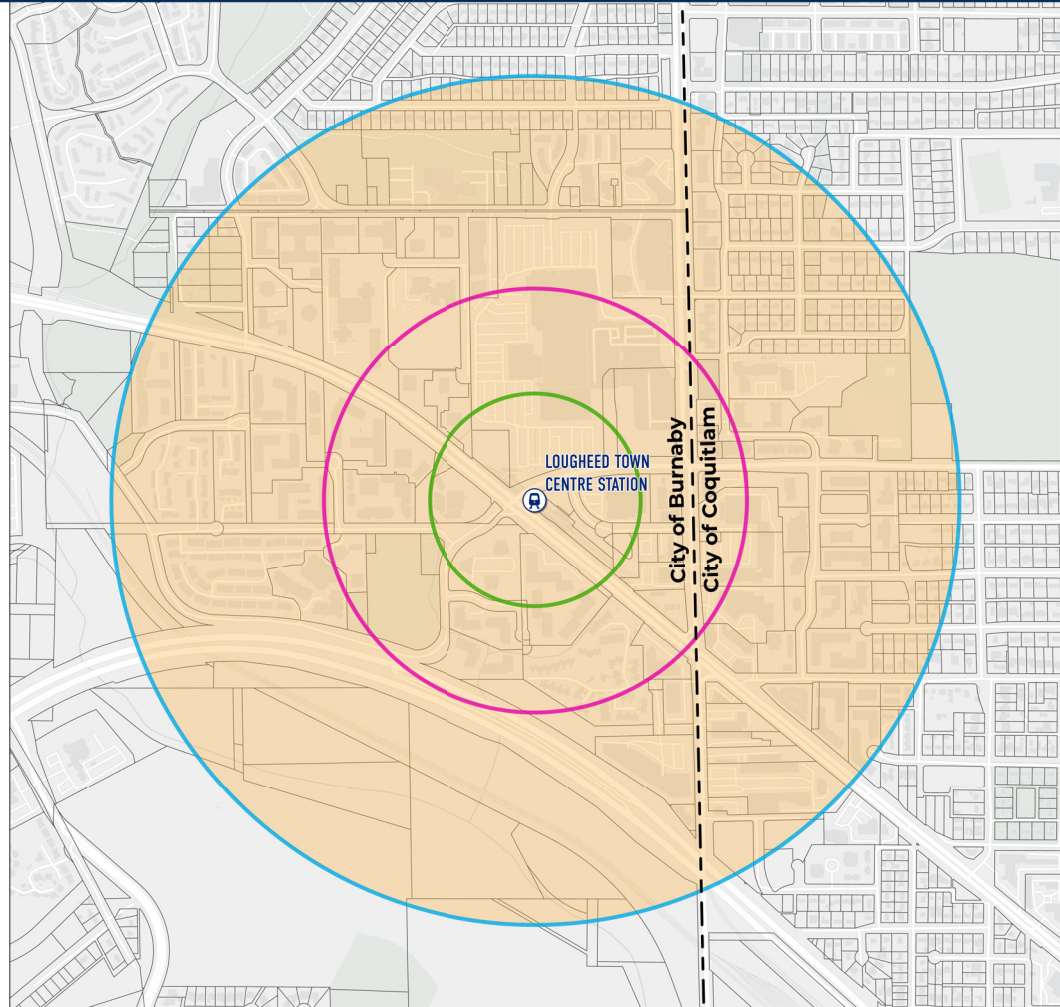 LOUGHEED TOWN
CENTRE STATION
City of Burnaby
City of Coquitlam